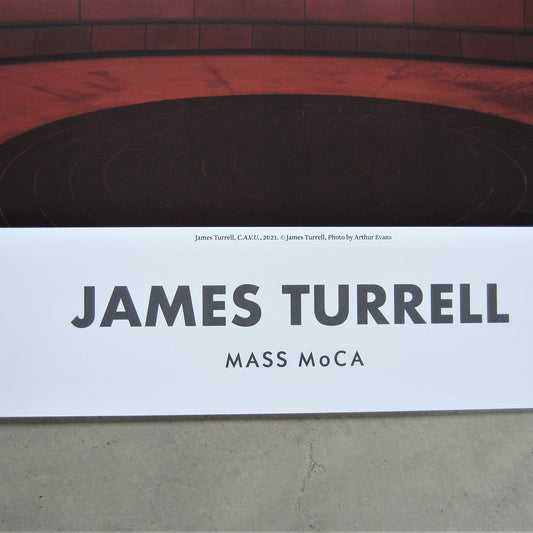 James Turrell, C.A.V.U., 2021. © James Turrell, Photo by Arthur Evans
JAMES TURRELL
MASS MoCA